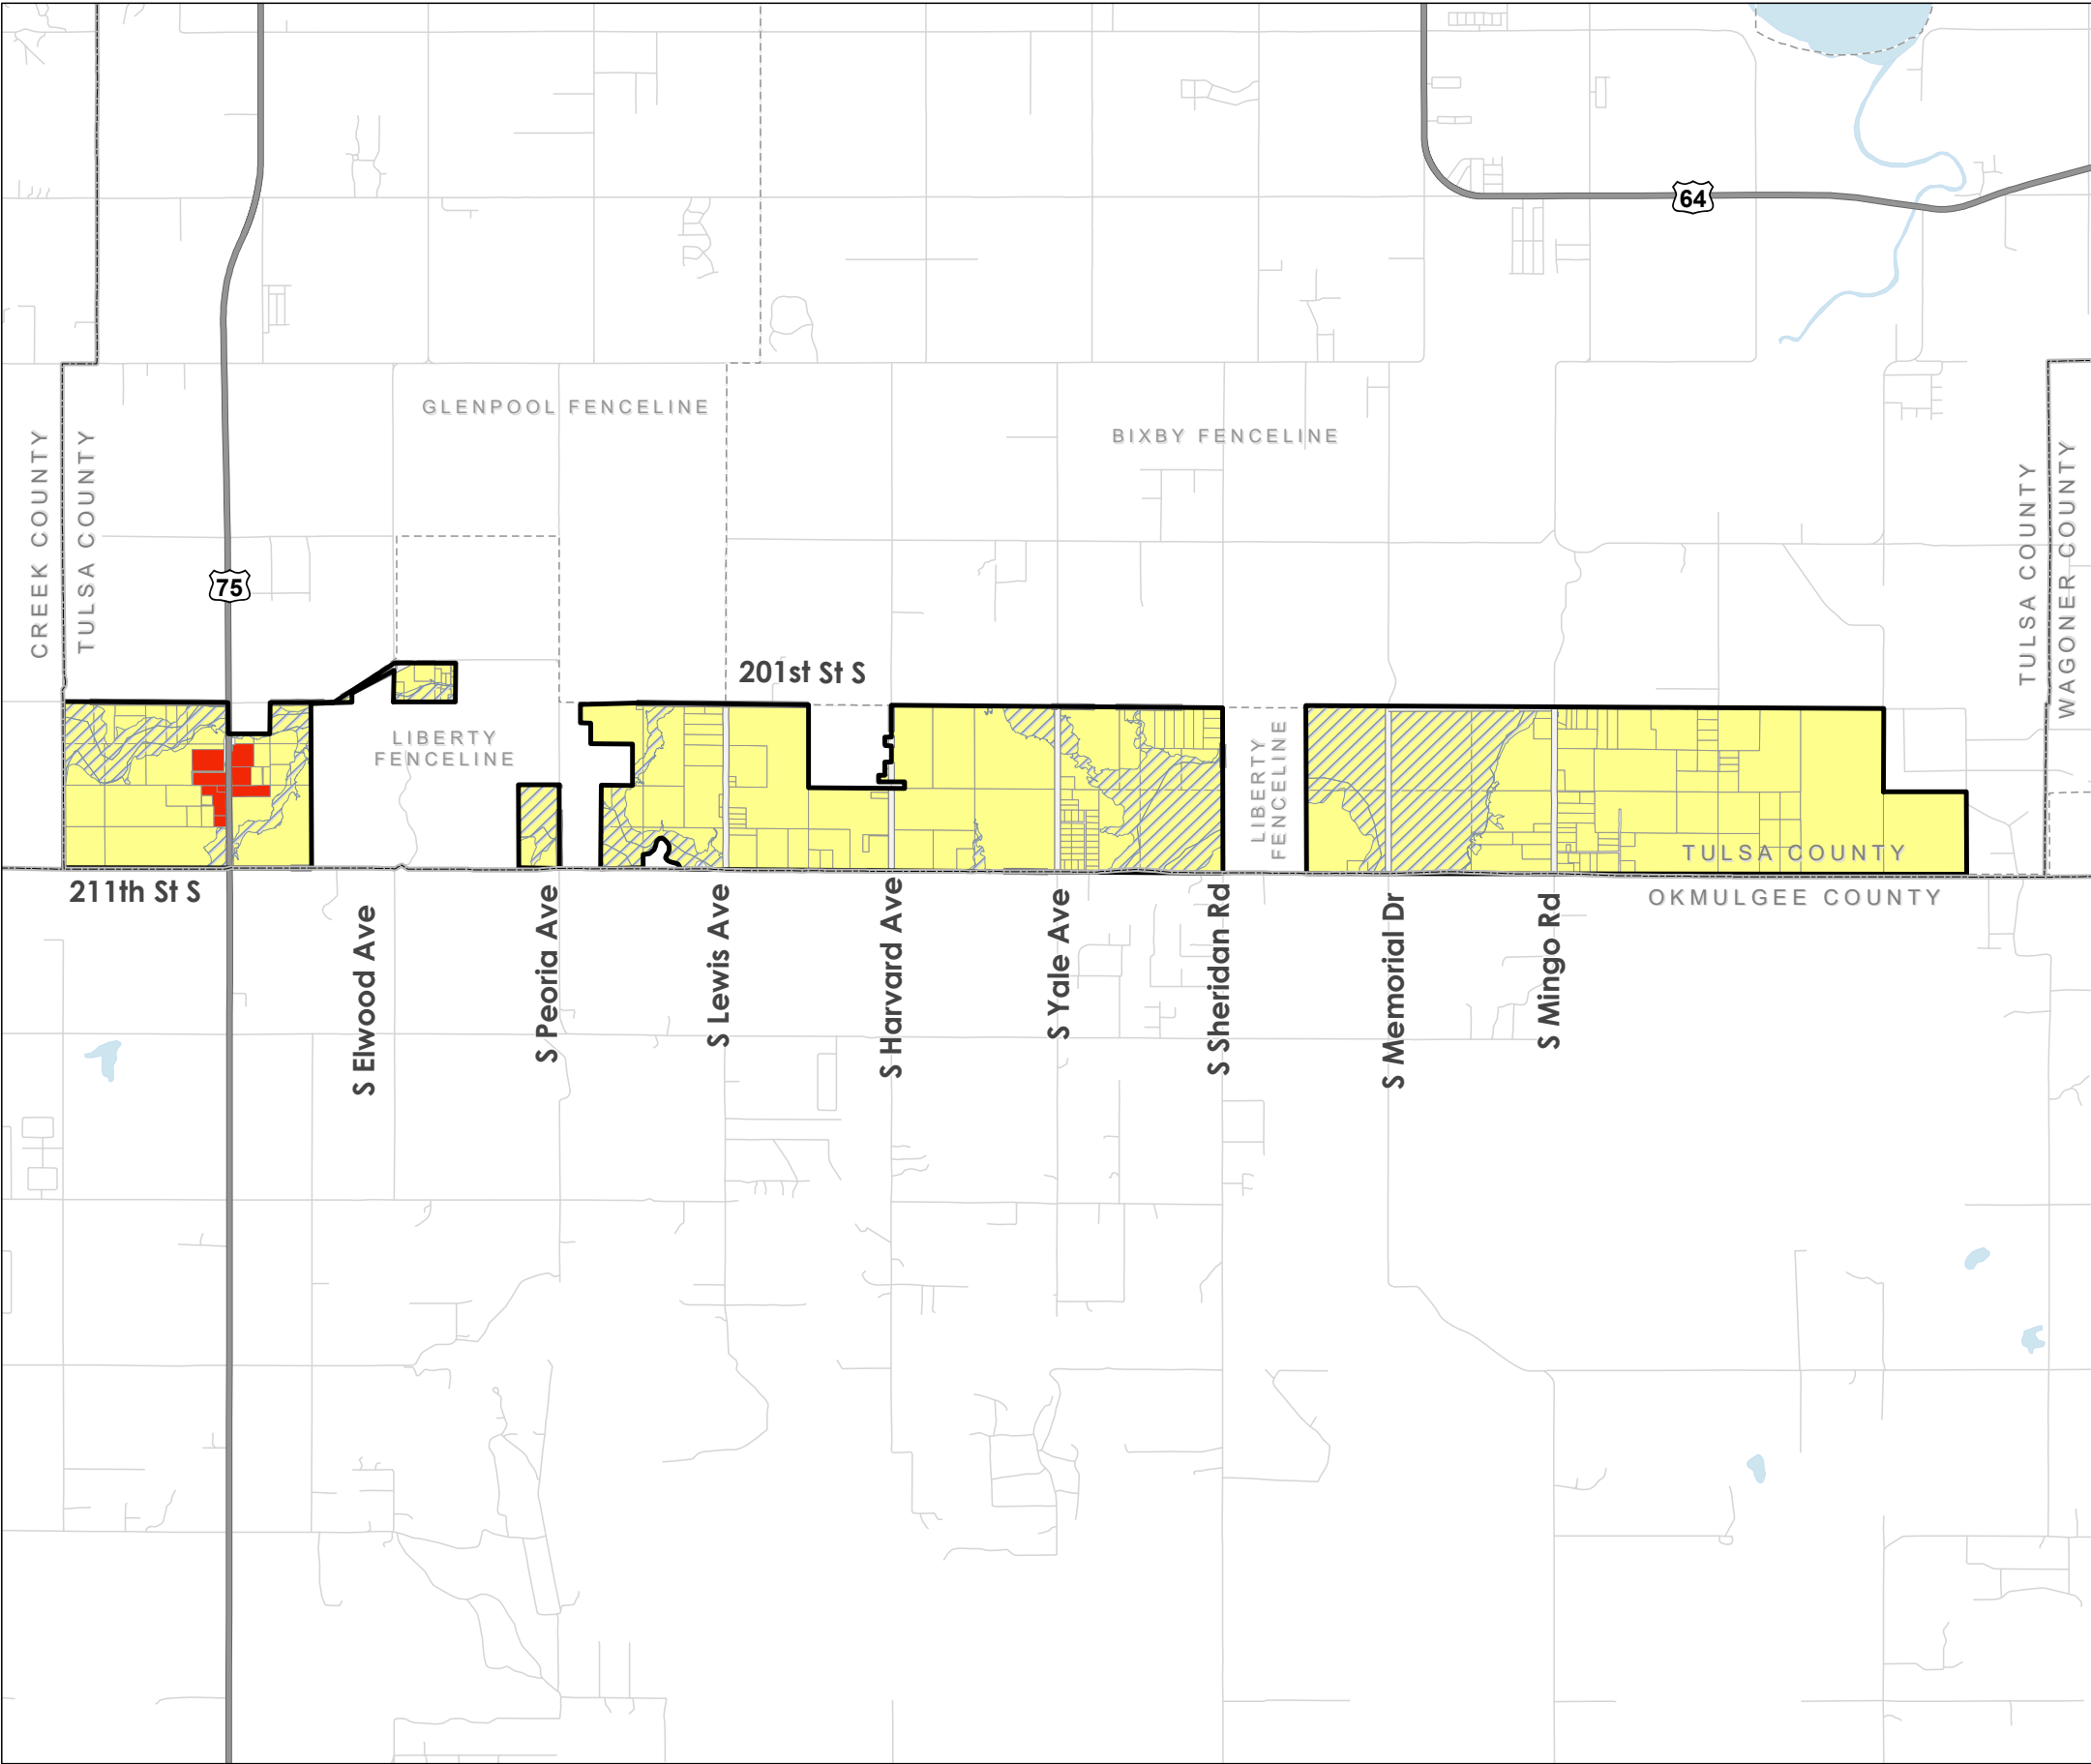 64
GLENPOOL FENCELINE
BIXBY FENCELINE
CREEK COUNTY
TULSA COUNTY
TULSA COUNTY
WAGONER COUNTY
75
201st St S
LIBERTY
FENCELINE
LIBERTY
FENCELINE
TULSA COUNTY
OKMULGEE COUNTY
211th St S
S Elwood Ave
S Peoria Ave
S Lewis Ave
S Harvard Ave
S Yale Ave
S Sheridan Rd
S Memorial Dr
S Mingo Rd